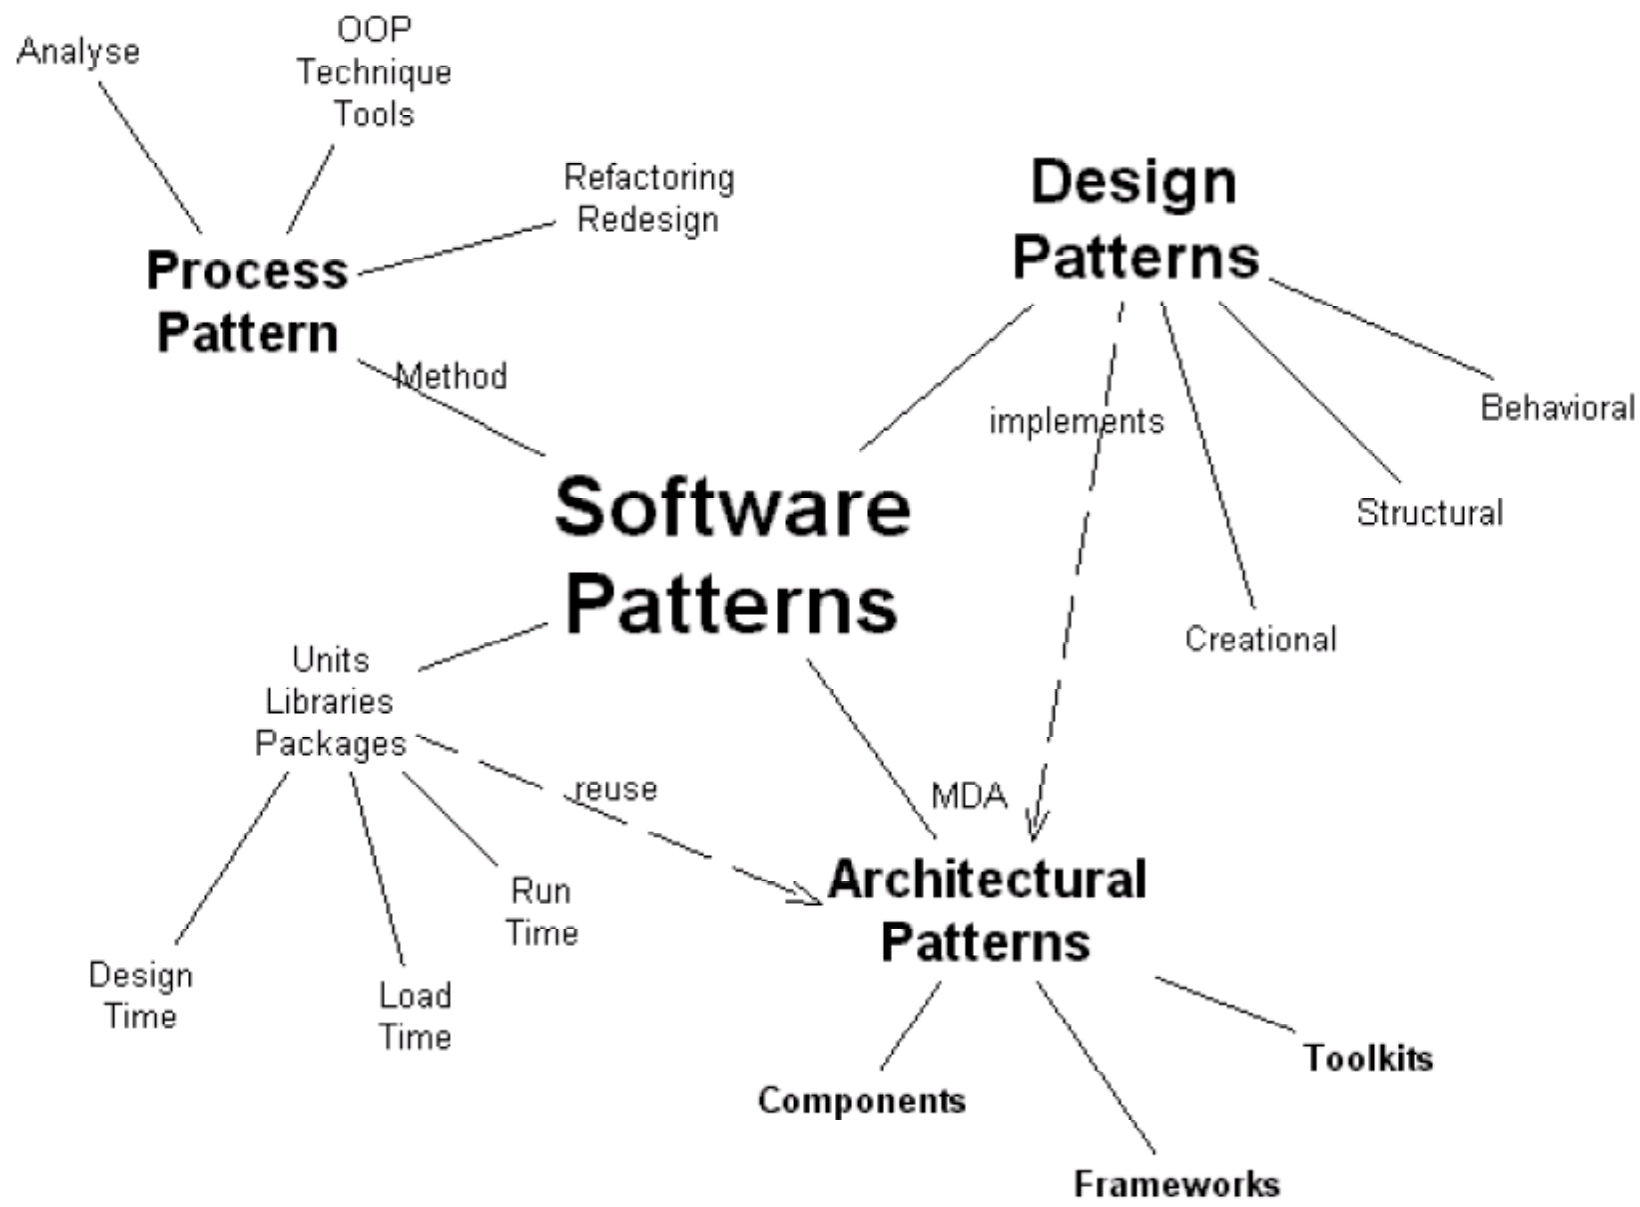 Analyse
OOP
Technique
Tools
Refactoring
Redesign
Process
Pattern
Method
Design
Patterns
implements
Behavioral
Structural
Creational
Software
Patterns
Units
Libraries
Packages
reuse
Run
Time
Design
Time
Load
Time
MDA
Architectural
Patterns
Toolkits
Components
Frameworks